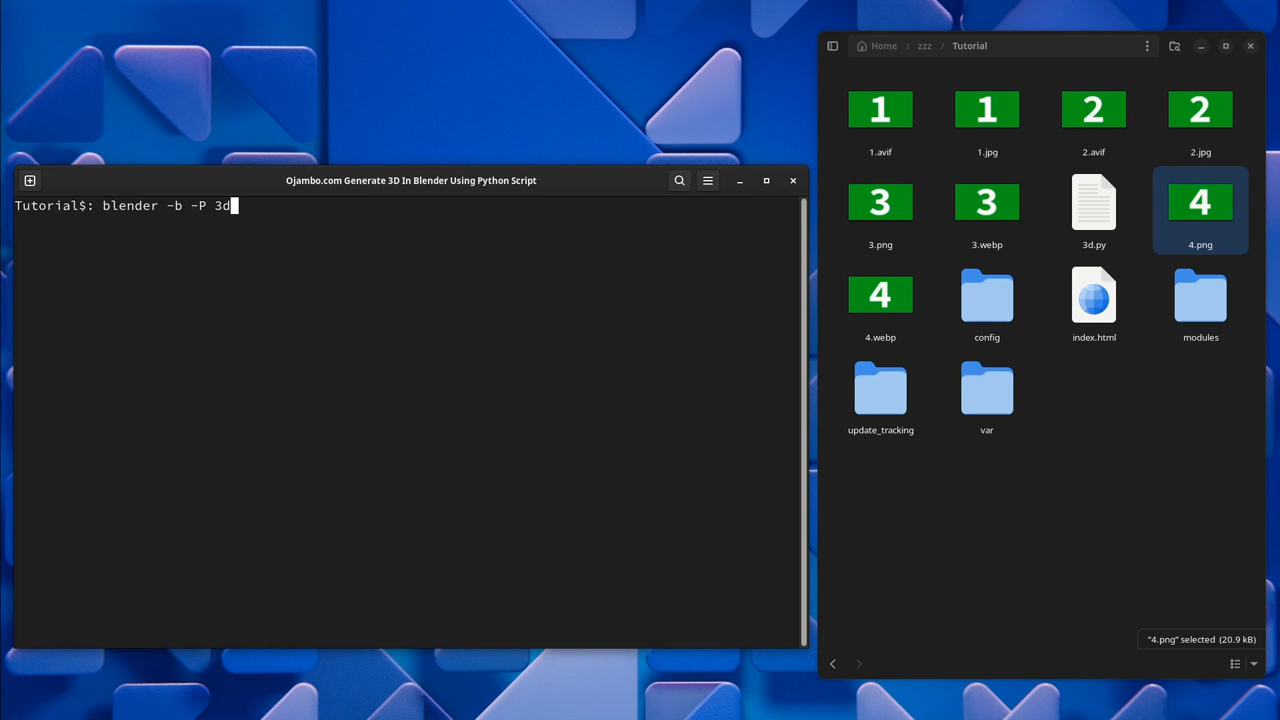 Home / zzz / Tutorial
1 1 2 2
1.avif 1.jpg 2.avif 2.jpg
Ojambo.com Generate 3D In Blender Using Python Script
Tutorial$: blender -b -P 3d
3 3 4
3.png 3.webp 3d.py 4.png
4
4.webp config index.html modules
update_tracking var
"4.png" selected (20.9 kB)